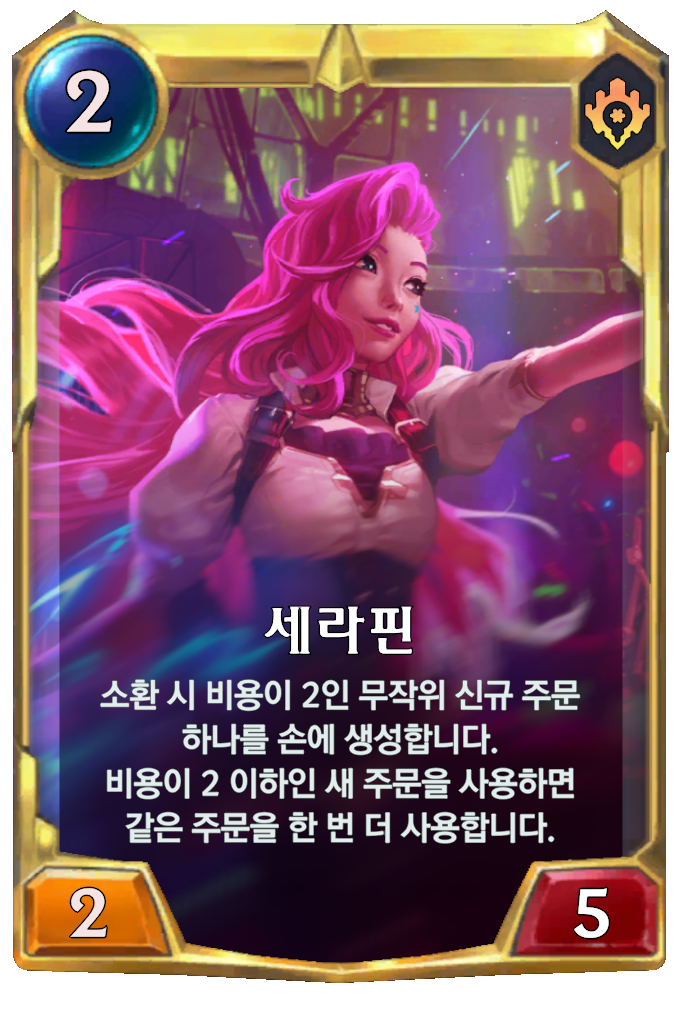 2
세라핀
소환 시 비용이 2인 무작위 신규 주문
하나를 손에 생성합니다.
비용이 2 이하인 새 주문을 사용하면
같은 주문을 한 번 더 사용합니다.
2
5